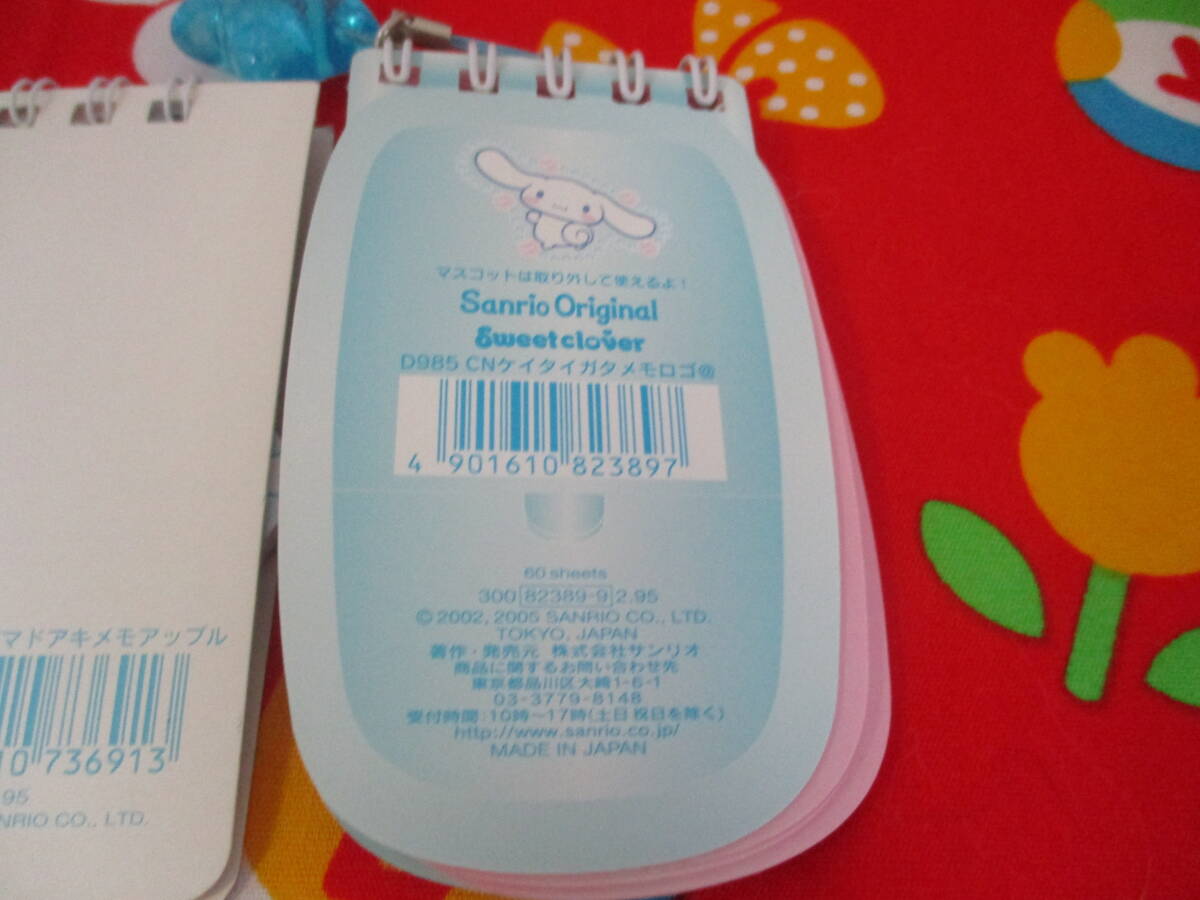 マスコットは取り外して使えるよ!
Sanrio Original
Sweet clover
D985 CNケイタイガタメモロゴ@
4 901610 823897
60 sheets
300 82389-9 2.95
© 2002, 2005 SANRIO CO., LTD.
TOKYO, JAPAN
著作・発売元 株式会社サンリオ
商品に関するお問い合わせ先
東京都品川区大崎1-6-1
03-3779-8148
受付時間:10時~17時(土日祝日を除く)
http://www.sanrio.co.jp/
MADE IN JAPAN
マドアキメモアップル
10 736913
95
NRIO CO., LTD.